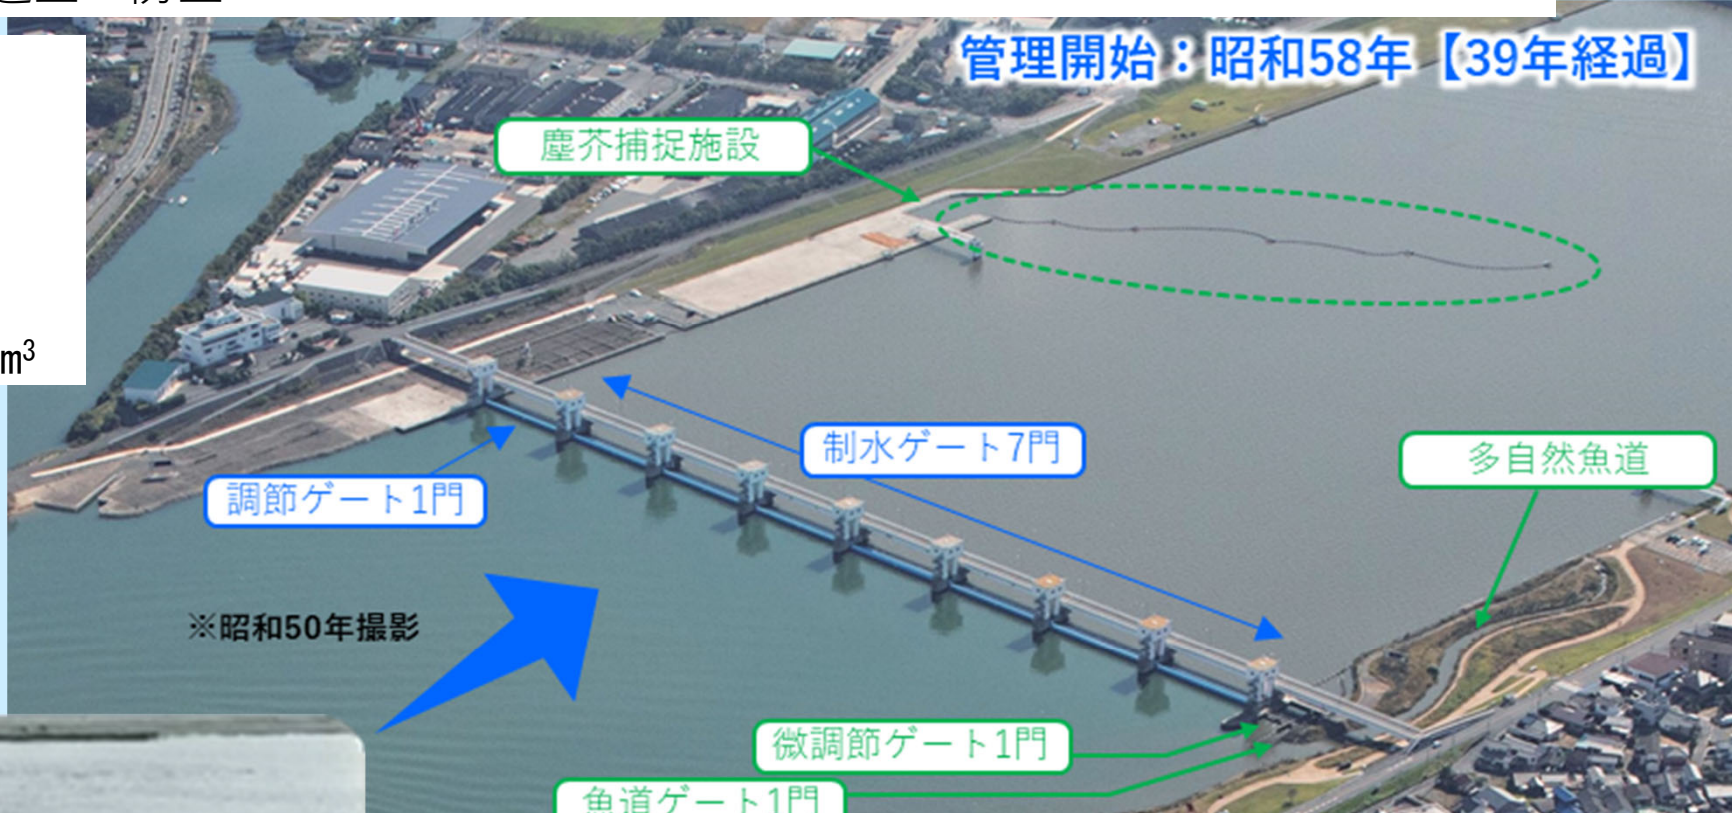 管理開始：昭和58年【39年経過】
塵芥捕捉施設
m³
制水ゲート7門
多自然魚道
調節ゲート1門
※昭和50年撮影
微調節ゲート1門
魚道ゲート1門